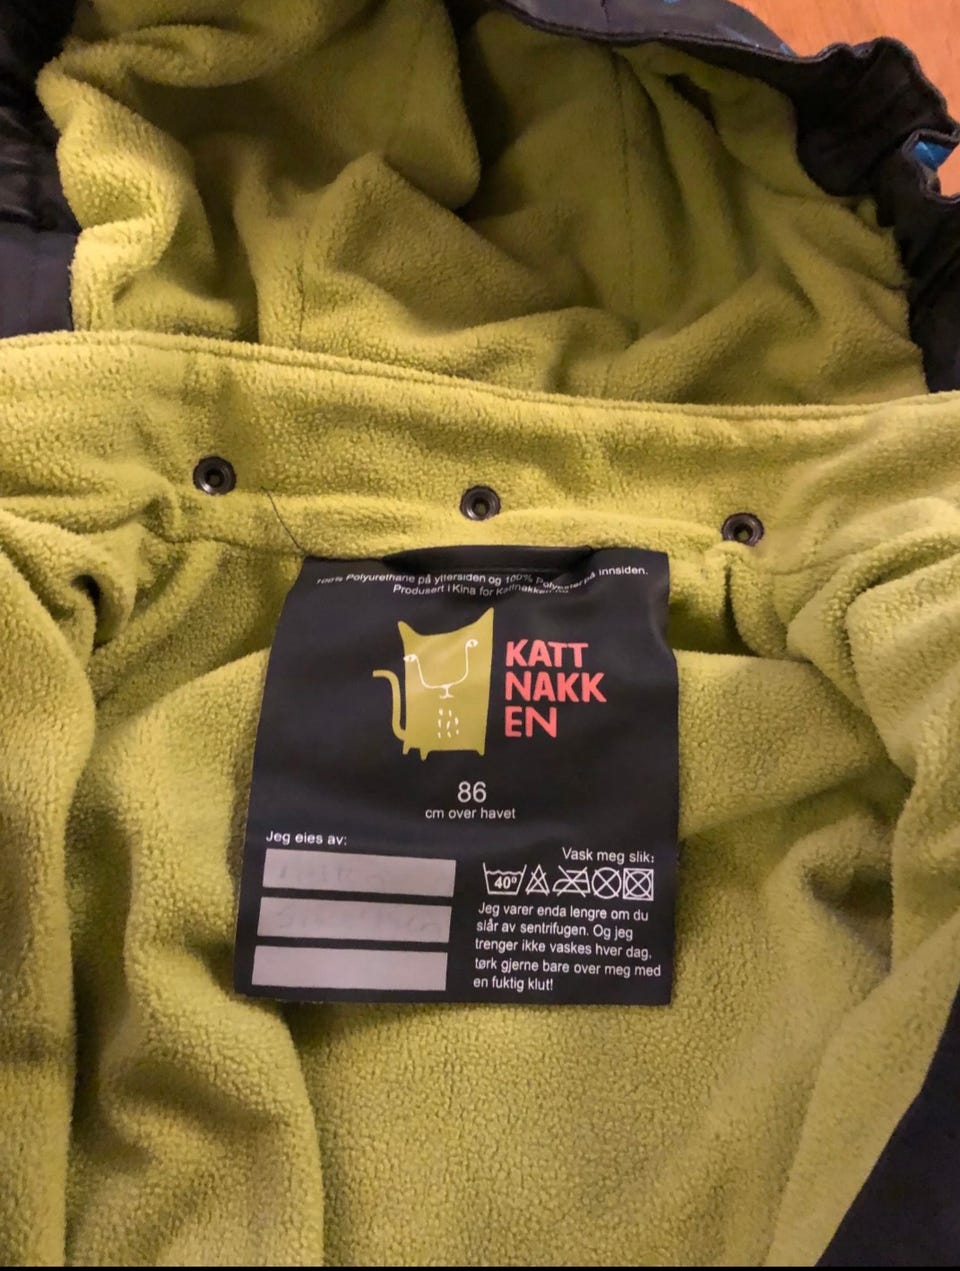 100% Polyurethane på yttersiden og 100% Polyester på innsiden.
Produsert i Kina for Kattnakken
KATT
NAKK
EN
86
cm over havet
Jeg eies av:
Vask meg slik:
40°
Jeg varer enda lengre om du
slår av sentrifugen. Og jeg
trenger ikke vaskes hver dag,
tørk gjerne bare over meg med
en fuktig klut!